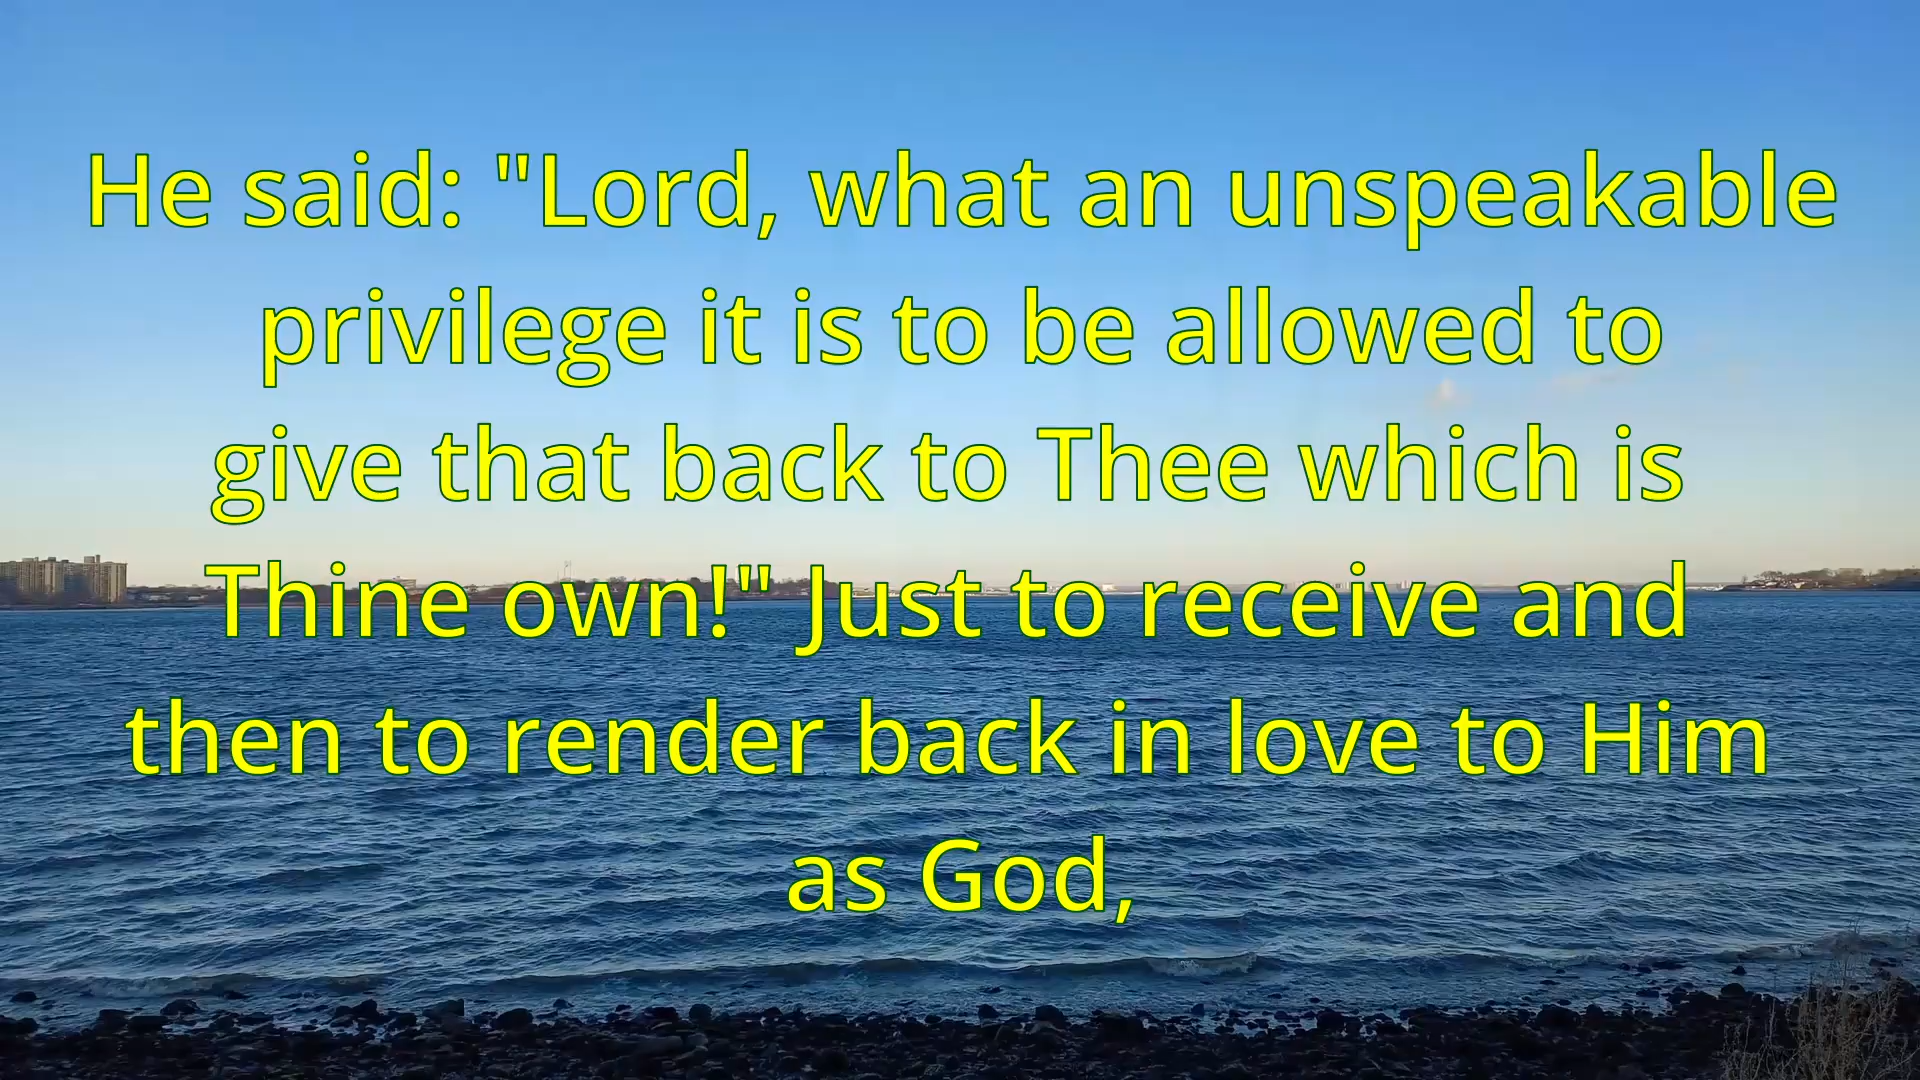 He said: "Lord, what an unspeakable
privilege it is to be allowed to
give that back to Thee which is
Thine own!" Just to receive and
then to render back in love to Him
as God,